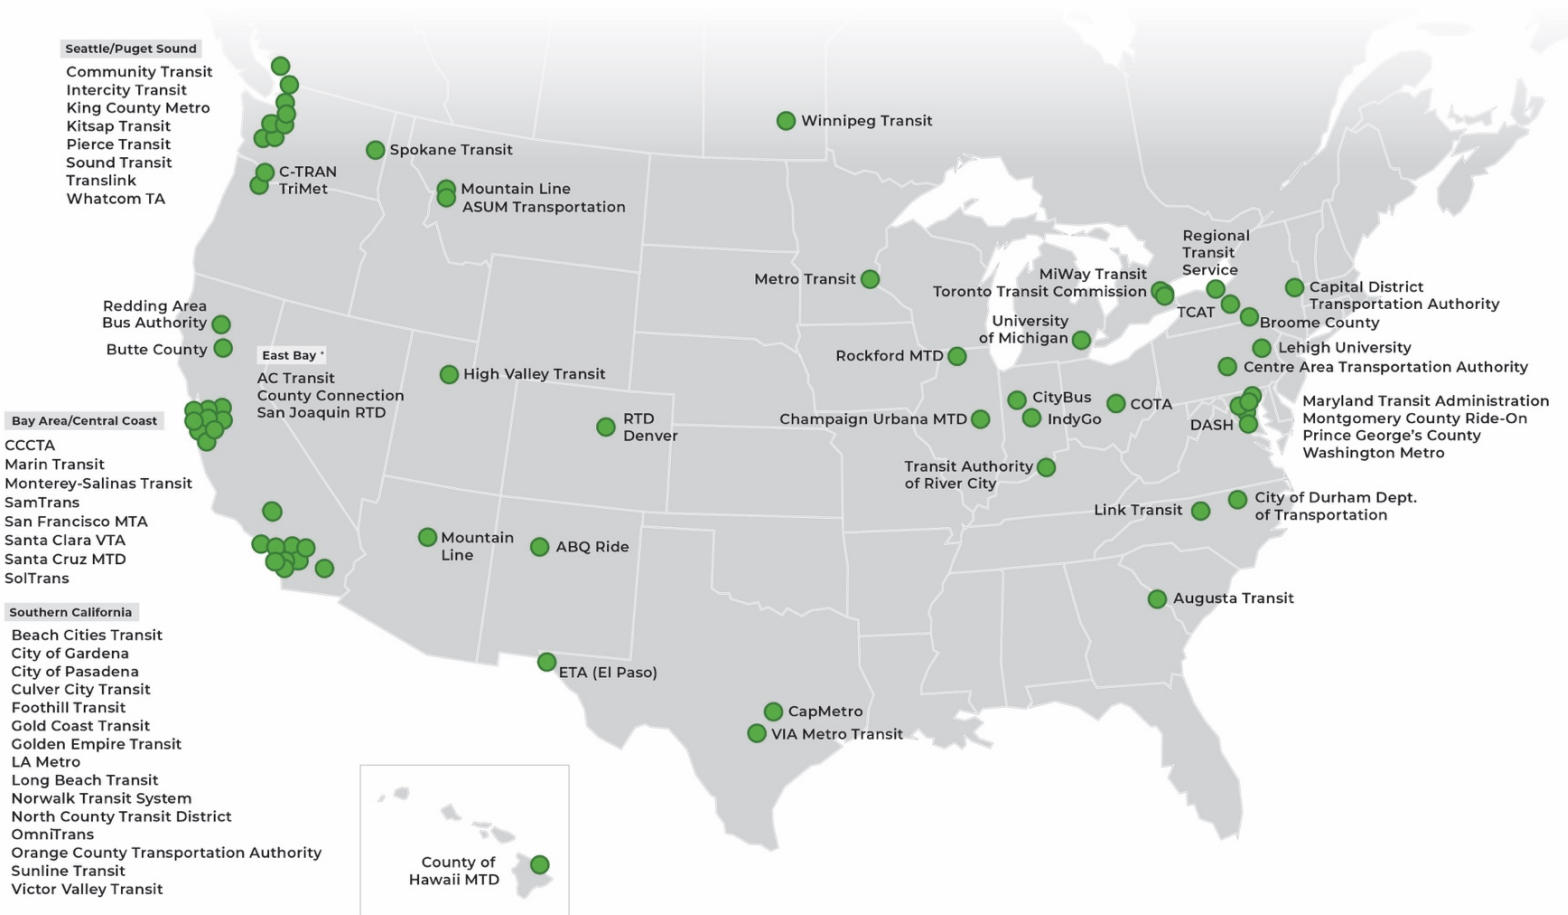 Seattle/Puget Sound
Community Transit
Intercity Transit
King County Metro
Kitsap Transit
Pierce Transit
Sound Transit
Translink
Whatcom TA
C-TRAN
TriMet
Spokane Transit
Mountain Line
ASUM Transportation
Winnipeg Transit
Metro Transit
MiWay Transit
Toronto Transit Commission
Regional
Transit
Service
TCAT
Capital District
Transportation Authority
Broome County
University
of Michigan
Lehigh University
Centre Area Transportation Authority
Redding Area
Bus Authority
Butte County
East Bay *
AC Transit
County Connection
San Joaquin RTD
High Valley Transit
Rockford MTD
CityBus
IndyGo
COTA
Champaign Urbana MTD
RTD
Denver
DASH
Maryland Transit Administration
Montgomery County Ride-On
Prince George's County
Washington Metro
Transit Authority
of River City
Link Transit
City of Durham Dept.
of Transportation
Bay Area/Central Coast
CCCTA
Marin Transit
Monterey-Salinas Transit
SamTrans
San Francisco MTA
Santa Clara VTA
Santa Cruz MTD
SolTrans
Mountain
Line
ABQ Ride
Augusta Transit
Southern California
Beach Cities Transit
City of Gardena
City of Pasadena
Culver City Transit
Foothill Transit
Gold Coast Transit
Golden Empire Transit
LA Metro
Long Beach Transit
Norwalk Transit System
North County Transit District
OmniTrans
Orange County Transportation Authority
Sunline Transit
Victor Valley Transit
ETA (El Paso)
CapMetro
VIA Metro Transit
County of
Hawaii MTD